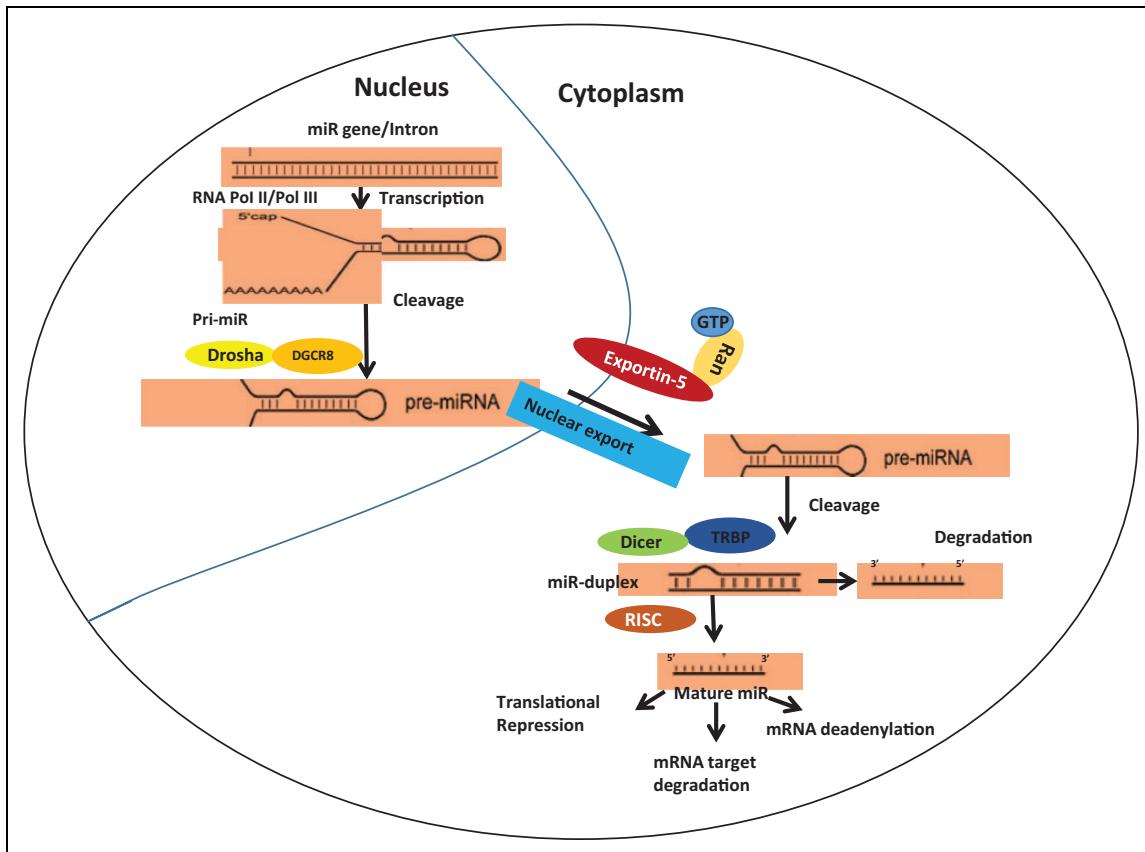 Nucleus
Cytoplasm
miR gene/Intron
RNA Pol II/Pol III
Transcription
5'cap
AAAAAAAAAA
Cleavage
Pri-miR
Drosha
DGCR8
pre-miRNA
GTP
Ran
Exportin-5
Nuclear export
pre-miRNA
Cleavage
Dicer
TRBP
Degradation
miR-duplex
3' 5'
RISC
5' 3'
Mature miR
Translational
Repression
mRNA deadenylation
mRNA target
degradation